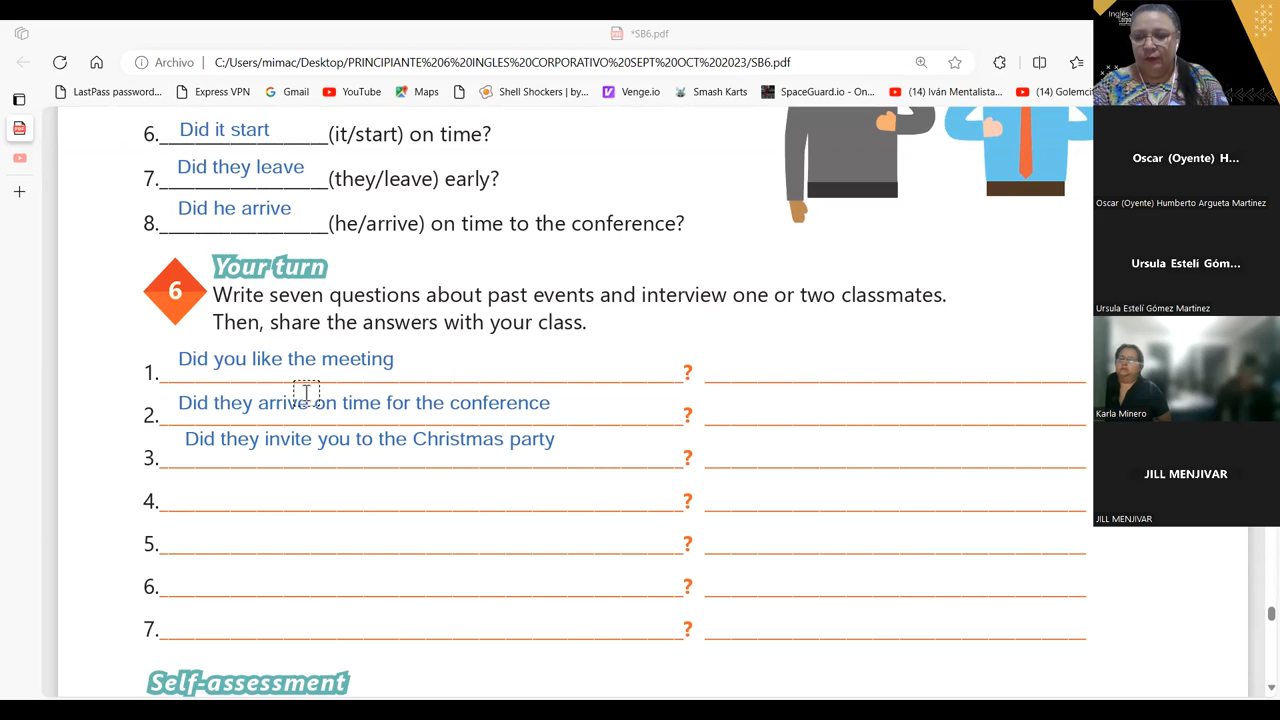 *SB6.pdf
Archivo C:/Users/mimac/Desktop/PRINCIPIANTE%206%20INGLES%20CORPORATIVO%20SEPT%20OCT%202023/SB6.pdf
LastPass password... Express VPN Gmail YouTube Maps Shell Shockers | by... Venge.io Smash Karts SpaceGuard.io - On... (14) Iván Mentalista... (14) Golemcit
6. Did it start (it/start) on time?
7. Did they leave (they/leave) early?
8. Did he arrive (he/arrive) on time to the conference?
6
Your turn
Write seven questions about past events and interview one or two classmates.
Then, share the answers with your class.
1. Did you like the meeting ?
2. Did they arrive on time for the conference ?
3. Did they invite you to the Christmas party ?
4. ?
5. ?
6. ?
7. ?
Self-assessment
Inglés
Oscar (Oyente) H...
Oscar (Oyente) Humberto Argueta Martinez
Ursula Estelí Góm...
Ursula Estelí Gómez Martinez
Karla Minero
JILL MENJIVAR
JILL MENJIVAR